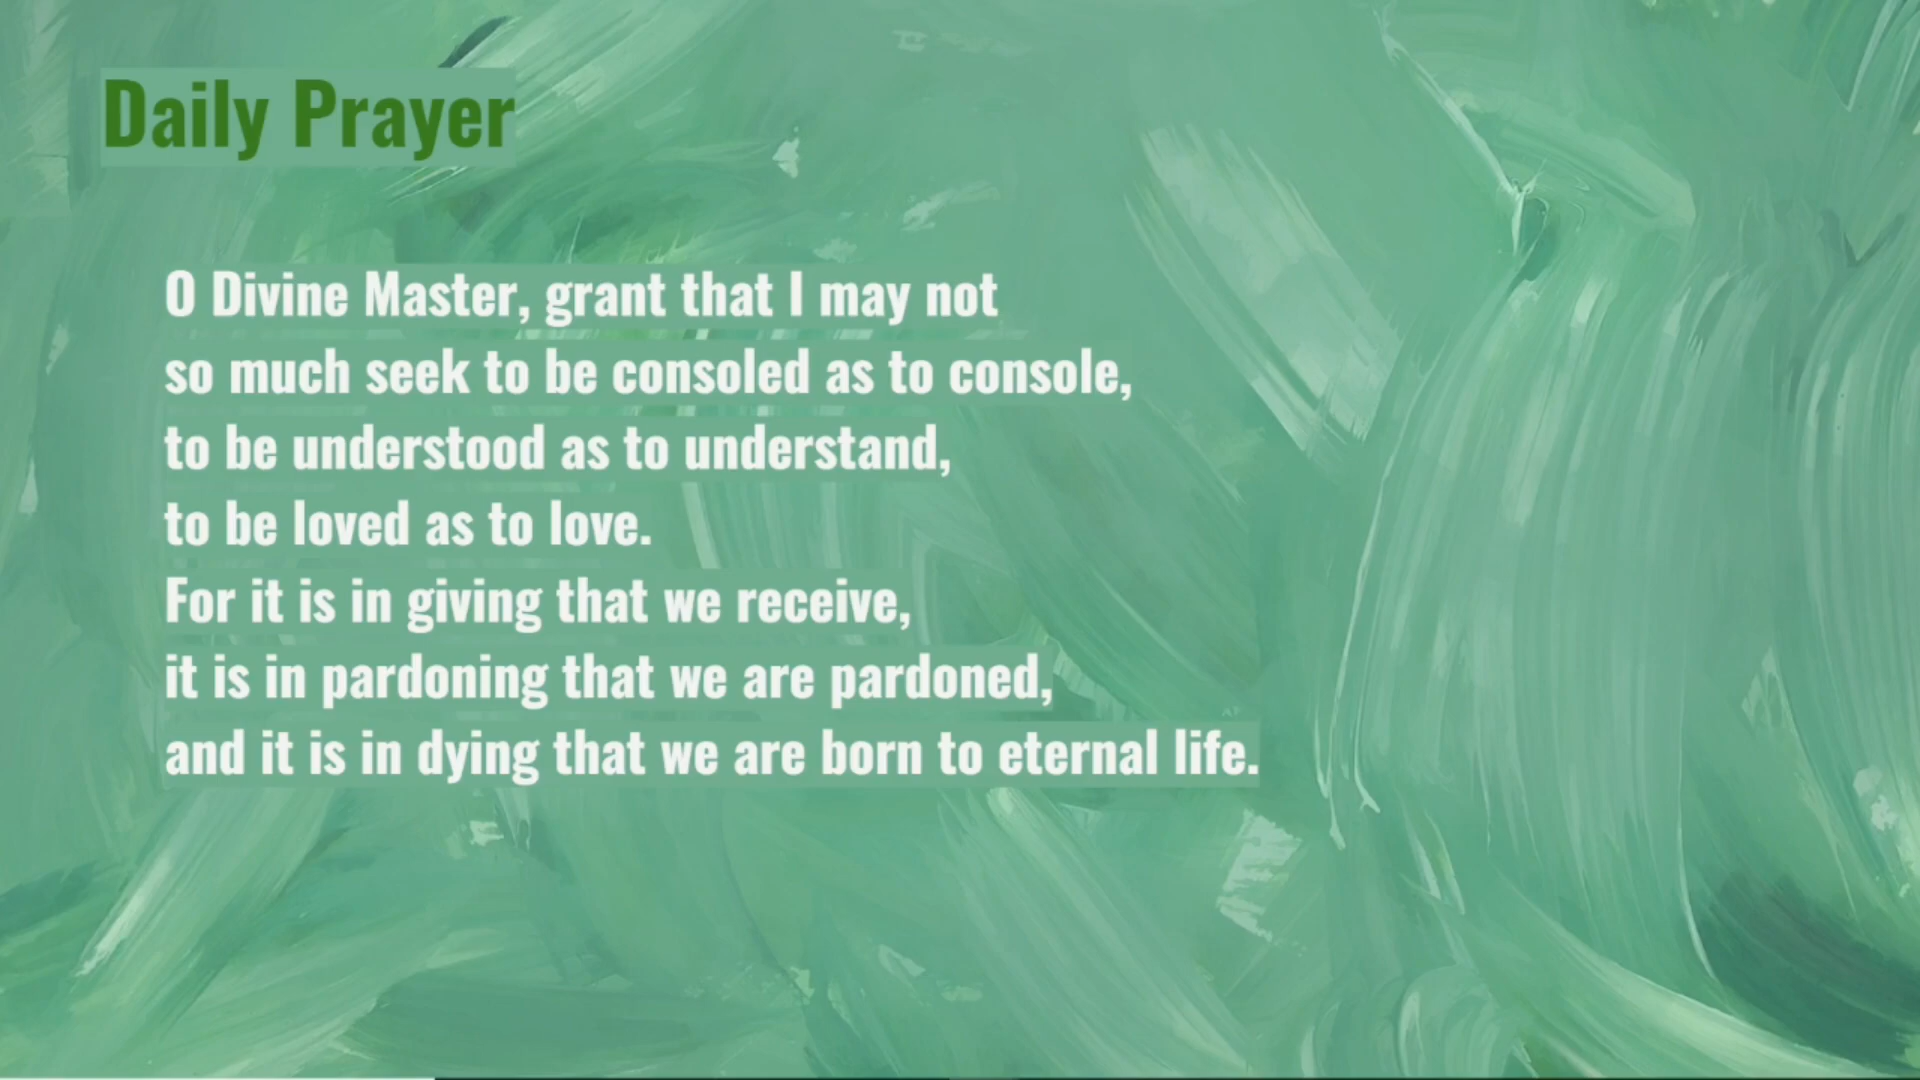 Daily Prayer
O Divine Master, grant that I may not
so much seek to be consoled as to console,
to be understood as to understand,
to be loved as to love.
For it is in giving that we receive,
it is in pardoning that we are pardoned,
and it is in dying that we are born to eternal life.